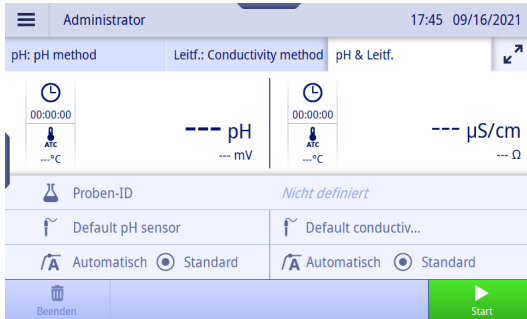 Administrator 17:45 09/16/2021
pH: pH method Leitf.: Conductivity method pH & Leitf.
00:00:00 00:00:00
--- pH --- µS/cm
ATC ATC
---°C --- mV ---°C --- Ω
Proben-ID Nicht definiert
Default pH sensor Default conductiv...
A Automatisch Standard A Automatisch Standard
Beenden Start